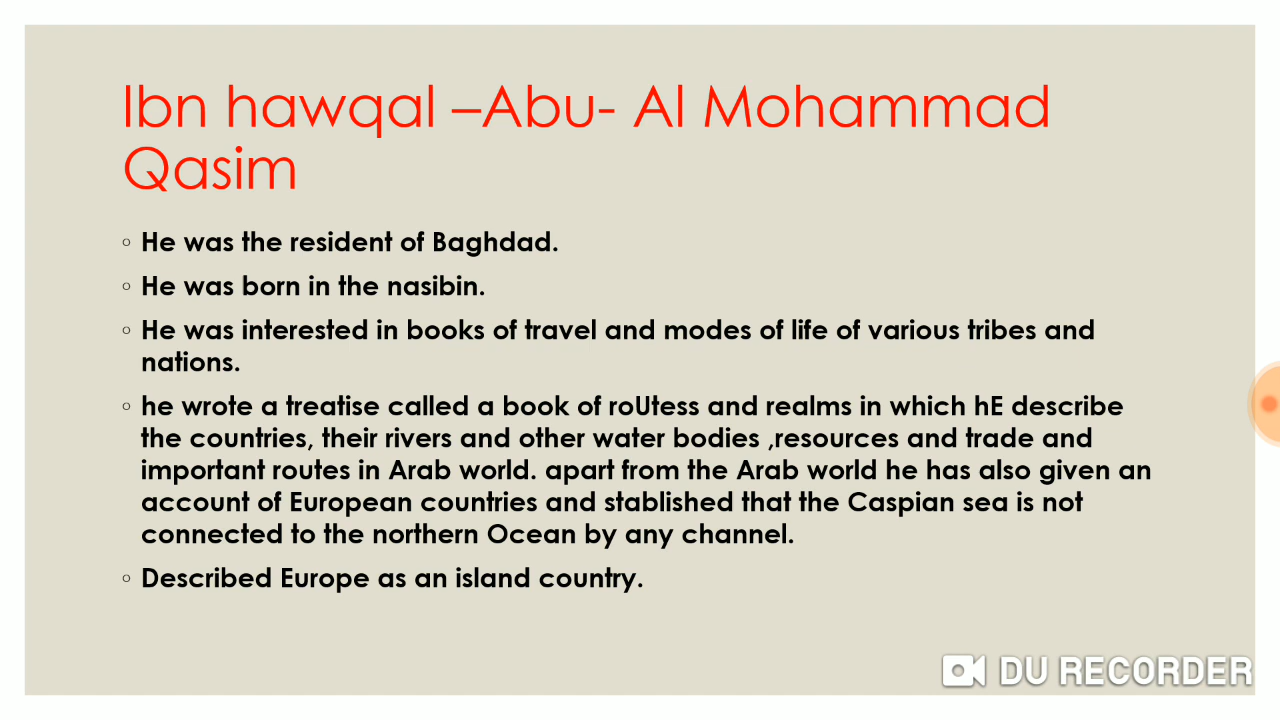 Ibn hawqal –Abu- Al Mohammad
Qasim
◦ He was the resident of Baghdad.
◦ He was born in the nasibin.
◦ He was interested in books of travel and modes of life of various tribes and
nations.
◦ he wrote a treatise called a book of roUtess and realms in which hE describe
the countries, their rivers and other water bodies ,resources and trade and
important routes in Arab world. apart from the Arab world he has also given an
account of European countries and stablished that the Caspian sea is not
connected to the northern Ocean by any channel.
◦ Described Europe as an island country.
DU RECORDER